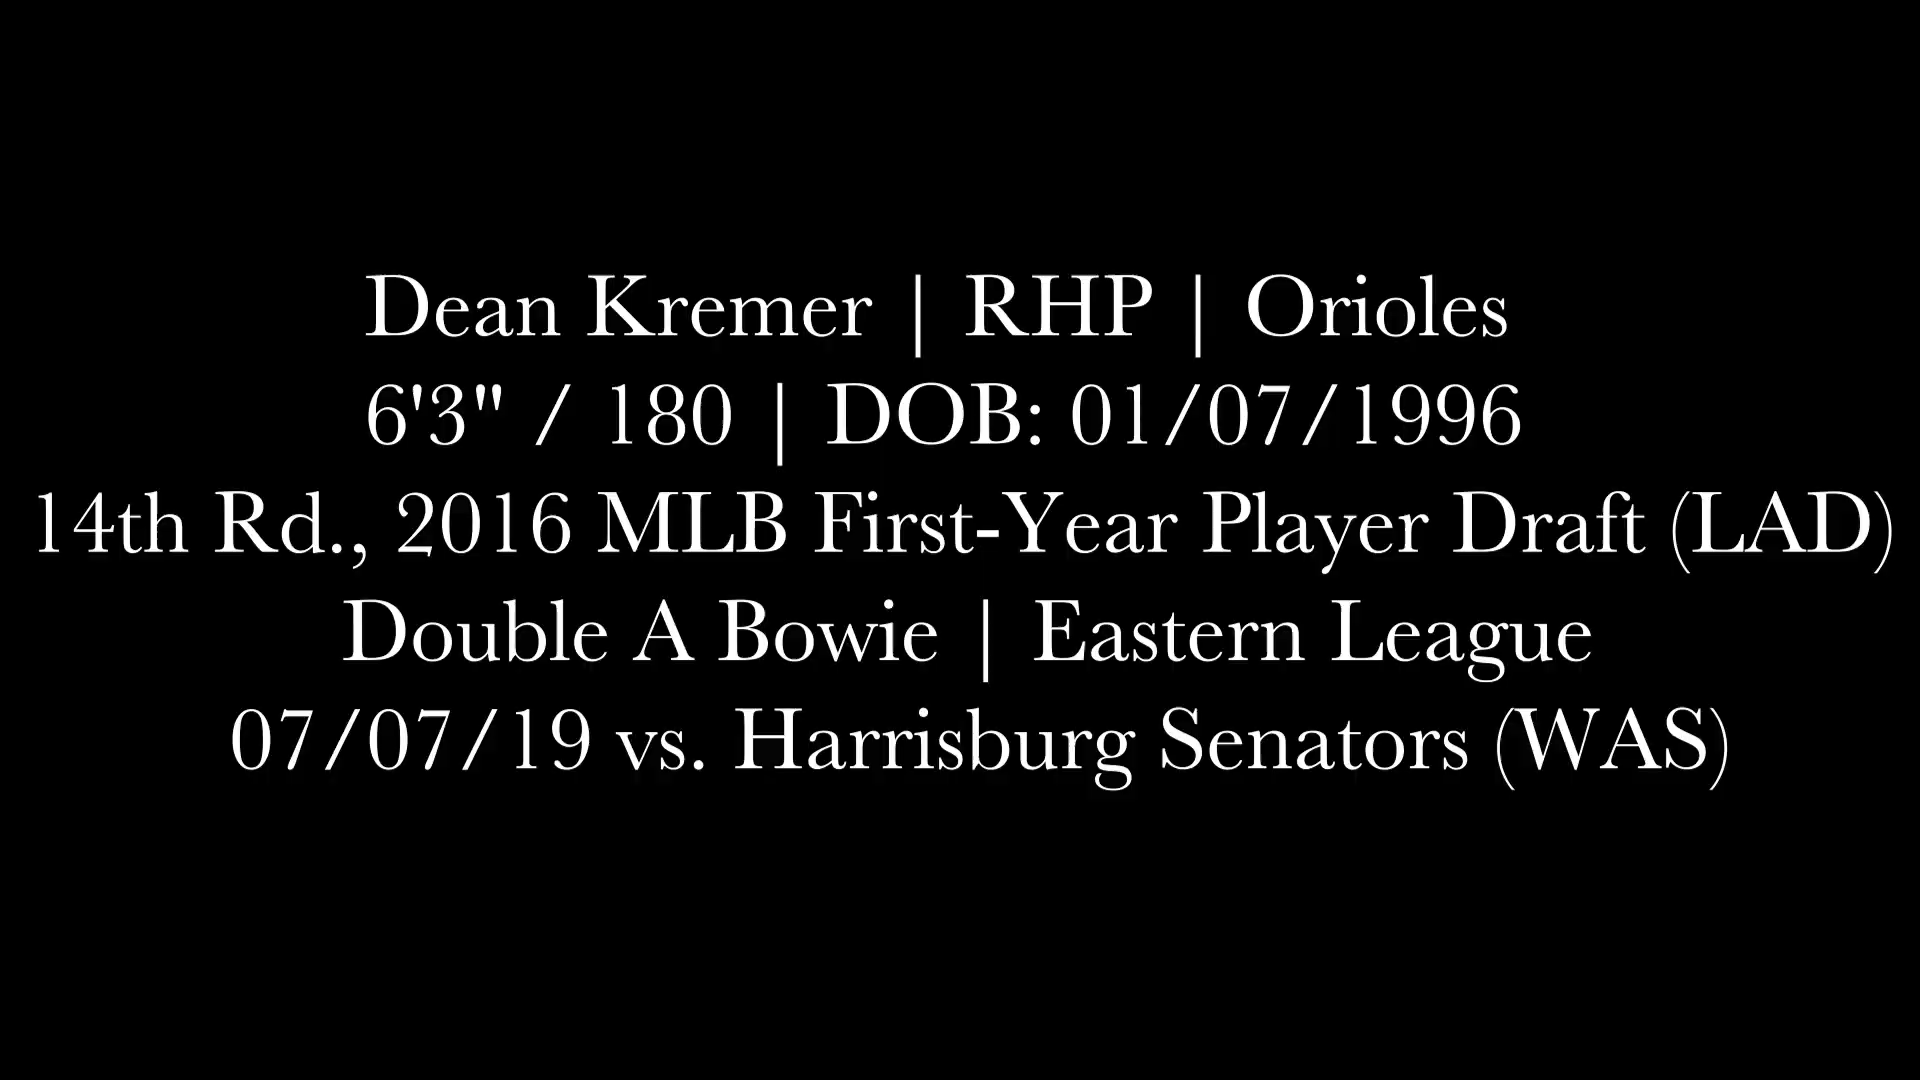 Dean Kremer | RHP | Orioles
6'3" / 180 | DOB: 01/07/1996
14th Rd., 2016 MLB First-Year Player Draft (LAD)
Double A Bowie | Eastern League
07/07/19 vs. Harrisburg Senators (WAS)